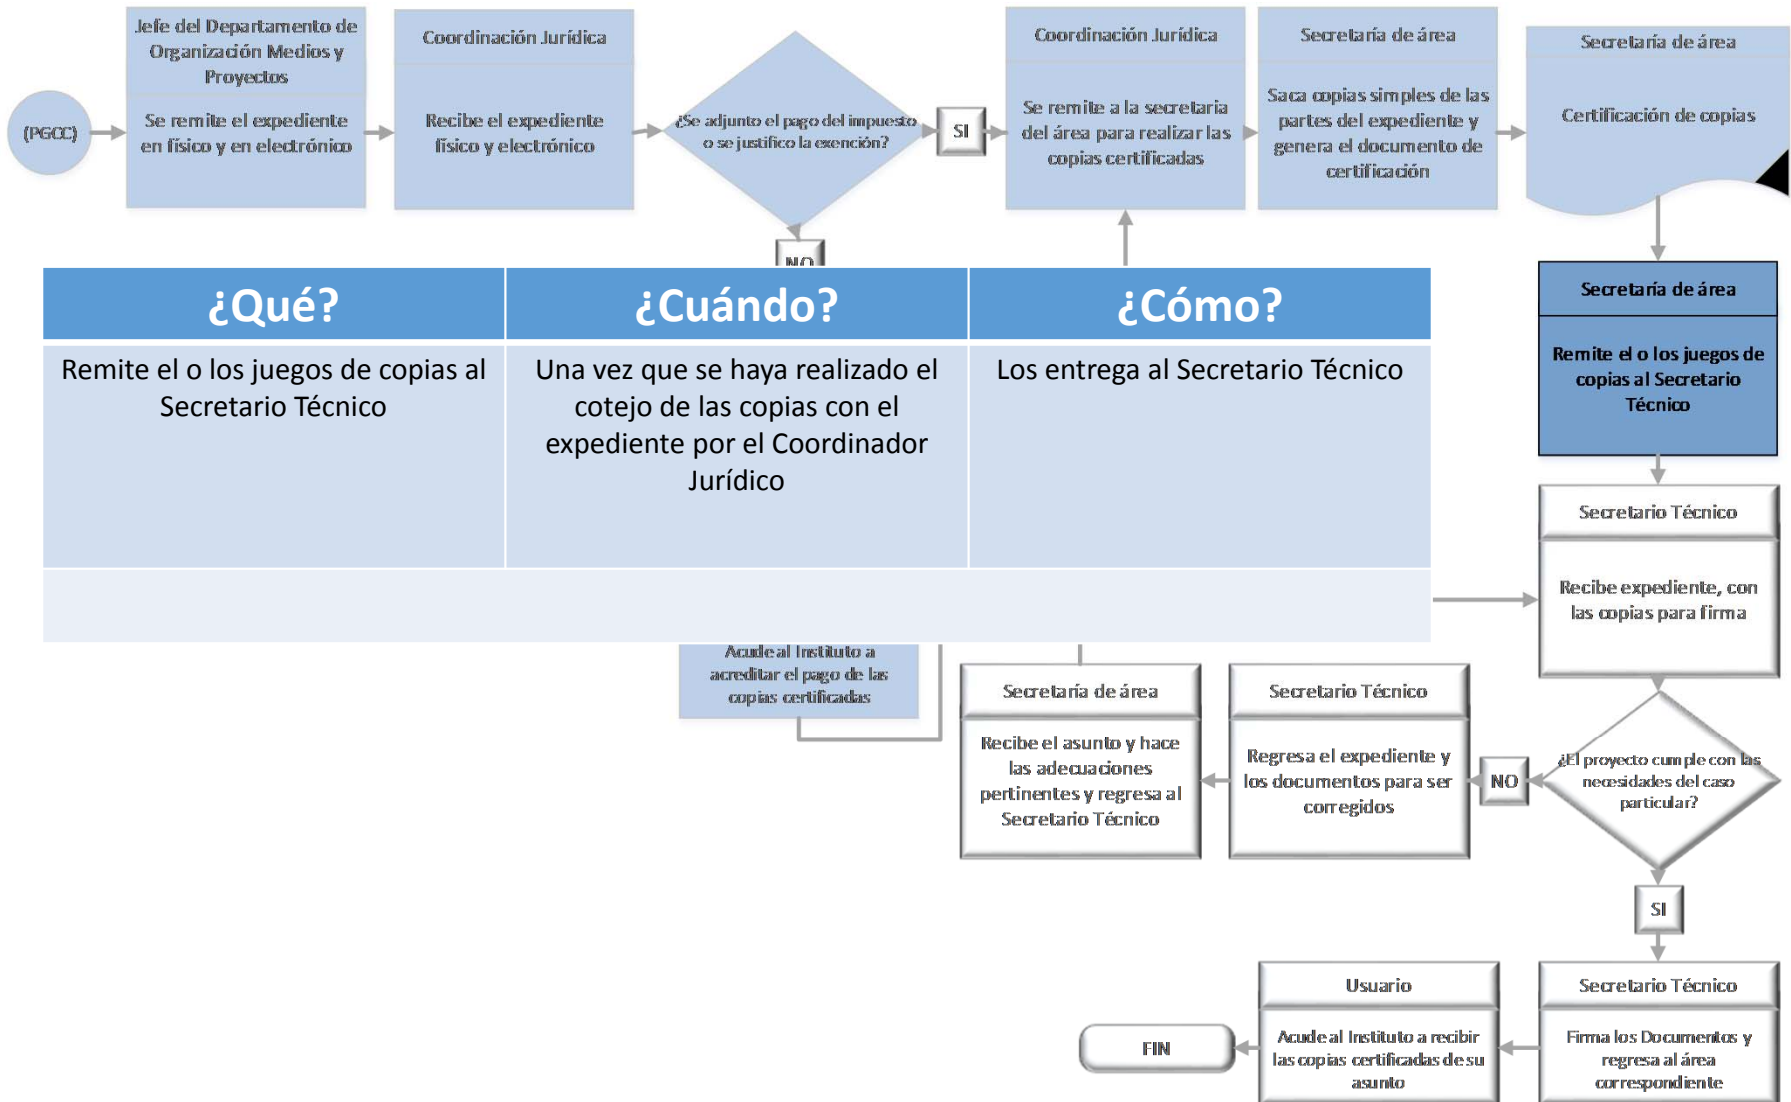 (PGCC)
Jefe del Departamento de
Organización Medios y
Proyectos
Se remite el expediente
en físico y en electrónico
Coordinación Jurídica
Recibe el expediente
físico y electrónico
¿Se adjunto el pago del impuesto
o se justifico la exención?
SI
NO
Coordinación Jurídica
Se remite a la secretaria
del área para realizar las
copias certificadas
Secretaría de área
Saca copias simples de las
partes del expediente y
genera el documento de
certificación
Secretaría de área
Certificación de copias
¿Qué?
¿Cuándo?
¿Cómo?
Remite el o los juegos de copias al
Secretario Técnico
Una vez que se haya realizado el
cotejo de las copias con el
expediente por el Coordinador
Jurídico
Los entrega al Secretario Técnico
Secretaría de área
Remite el o los juegos de
copias al Secretario
Técnico
Secretario Técnico
Recibe expediente, con
las copias para firma
Acude al Instituto a
acreditar el pago de las
copias certificadas
Secretaría de área
Recibe el asunto y hace
las adecuaciones
pertinentes y regresa al
Secretario Técnico
Secretario Técnico
Regresa el expediente y
los documentos para ser
corregidos
NO
¿El proyecto cumple con las
necesidades del caso
particular?
SI
FIN
Usuario
Acude al Instituto a recibir
las copias certificadas de su
asunto
Secretario Técnico
Firma los Documentos y
regresa al área
correspondiente